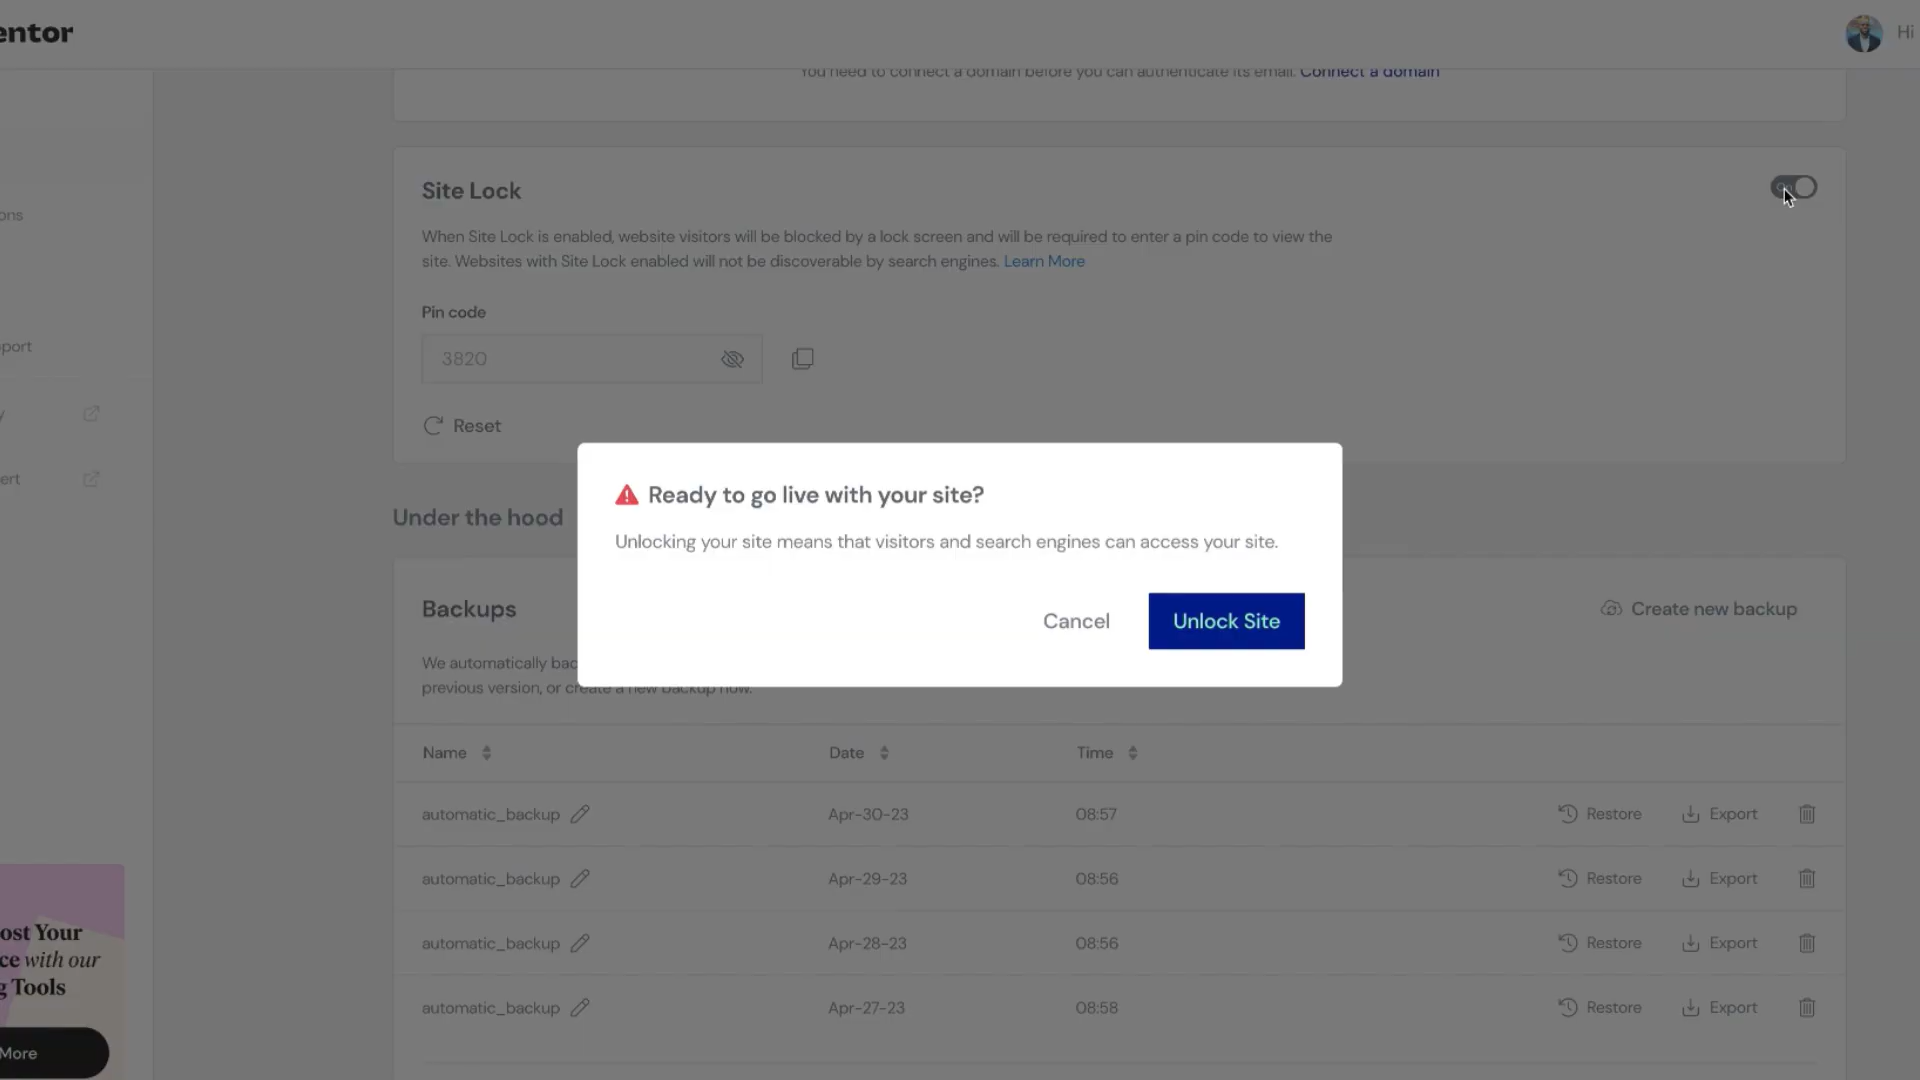 entor
Hi
You need to connect a domain before you can authenticate its email. Connect a domain
Site Lock
On
When Site Lock is enabled, website visitors will be blocked by a lock screen and will be required to enter a pin code to view the
site. Websites with Site Lock enabled will not be discoverable by search engines. Learn More
Pin code
3820
Reset
ons
pport
y
ert
Under the hood
Ready to go live with your site?
Unlocking your site means that visitors and search engines can access your site.
Cancel
Unlock Site
Backups
Create new backup
We automatically bac
previous version, or create a new backup now.
Name Date Time
automatic_backup Apr-30-23 08:57 Restore Export
automatic_backup Apr-29-23 08:56 Restore Export
automatic_backup Apr-28-23 08:56 Restore Export
automatic_backup Apr-27-23 08:58 Restore Export
ost Your
ce with our
g Tools
More